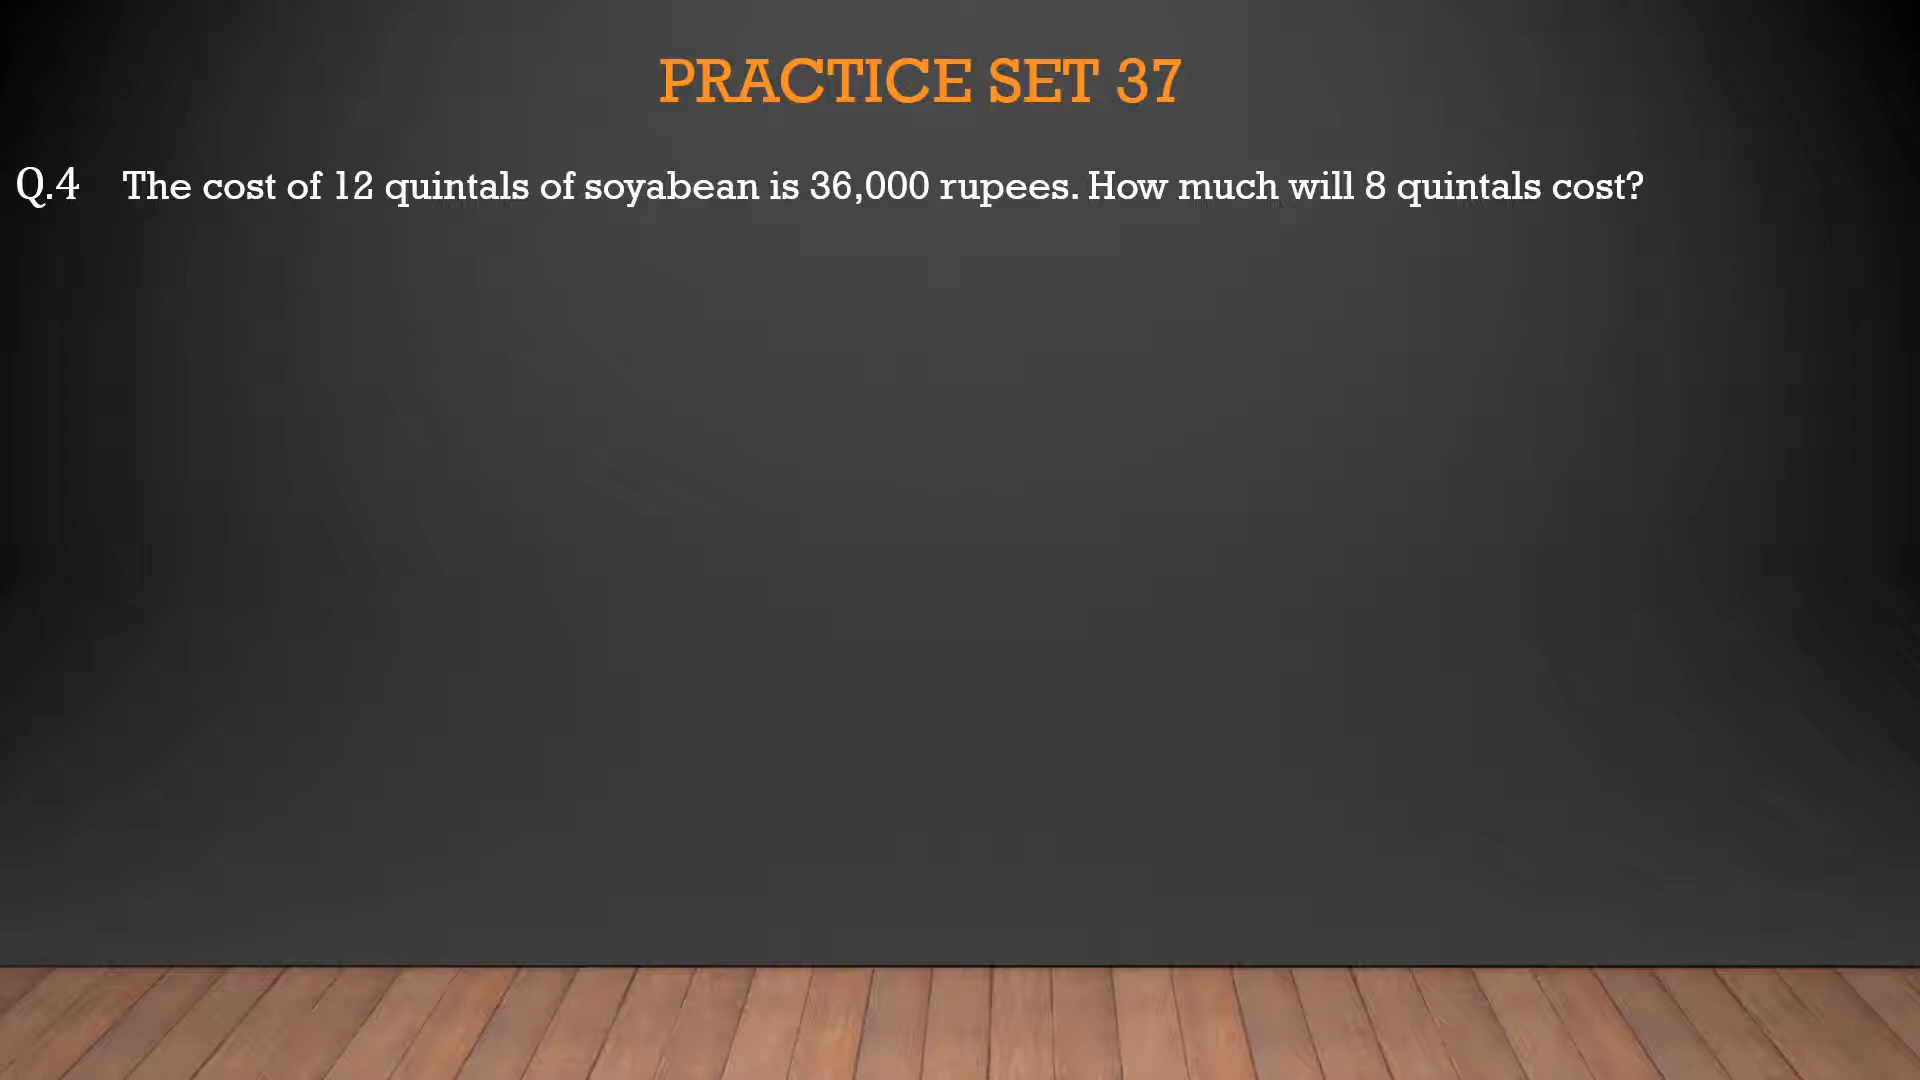 PRACTICE SET 37
Q.4 The cost of 12 quintals of soyabean is 36,000 rupees. How much will 8 quintals cost?